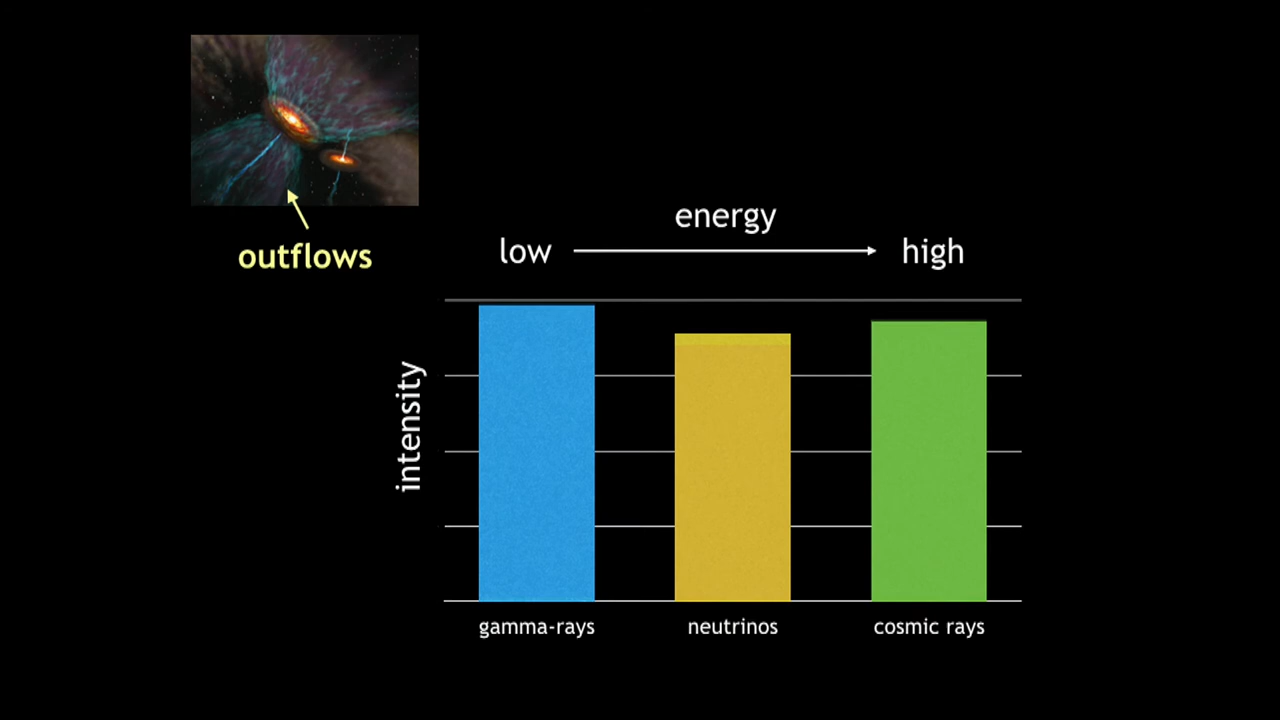 outflows
energy
low
high
intensity
gamma-rays
neutrinos
cosmic rays